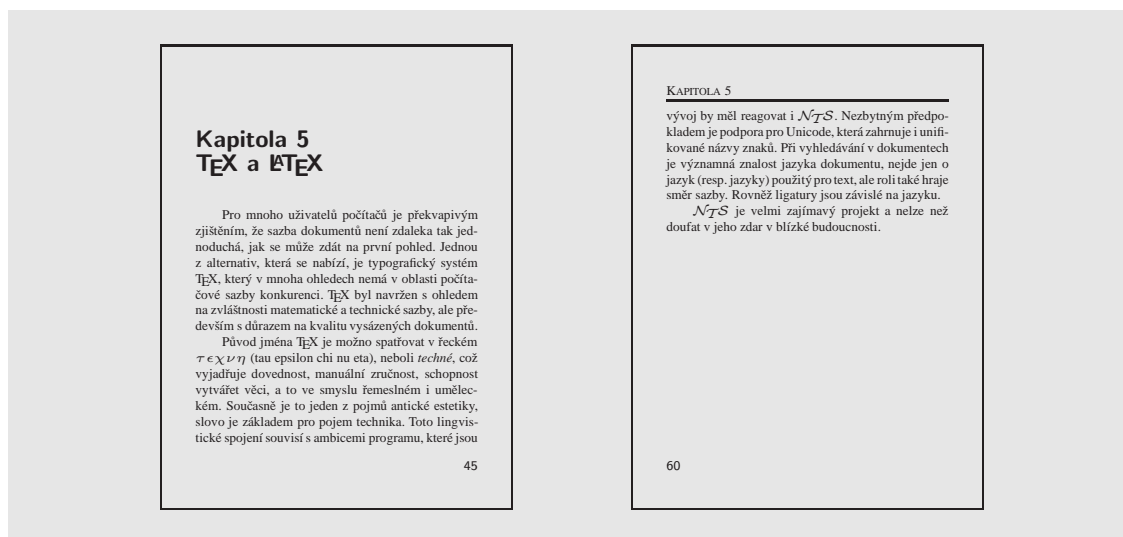 Kapitola 5
TEX a LATEX
Pro mnoho uživatelů počítačů je překvapivým
zjištěním, že sazba dokumentů není zdaleka tak jed-
noduchá, jak se může zdát na první pohled. Jednou
z alternativ, která se nabízí, je typografický systém
TEX, který v mnoha ohledech nemá v oblasti počíta-
čové sazby konkurenci. TEX byl navržen s ohledem
na zvláštnosti matematické a technické sazby, ale pře-
devším s důrazem na kvalitu vysázených dokumentů.
Původ jména TEX je možno spatřovat v řeckém
τεχνη (tau epsilon chi nu eta), neboli techné, což
vyjadřuje dovednost, manuální zručnost, schopnost
vytvářet věci, a to ve smyslu řemeslném i umělec-
kém. Současně je to jeden z pojmů antické estetiky,
slovo je základem pro pojem technika. Toto lingvis-
tické spojení souvisí s ambicemi programu, které jsou
45
KAPITOLA 5
vývoj by měl reagovat i NTS. Nezbytným předpo-
kladem je podpora pro Unicode, která zahrnuje i unifi-
kované názvy znaků. Při vyhledávání v dokumentech
je významná znalost jazyka dokumentu, nejde jen o
jazyk (resp. jazyky) použitý pro text, ale roli také hraje
směr sazby. Rovněž ligatury jsou závislé na jazyku.
NTS je velmi zajímavý projekt a nelze než
doufat v jeho zdar v blízké budoucnosti.
60